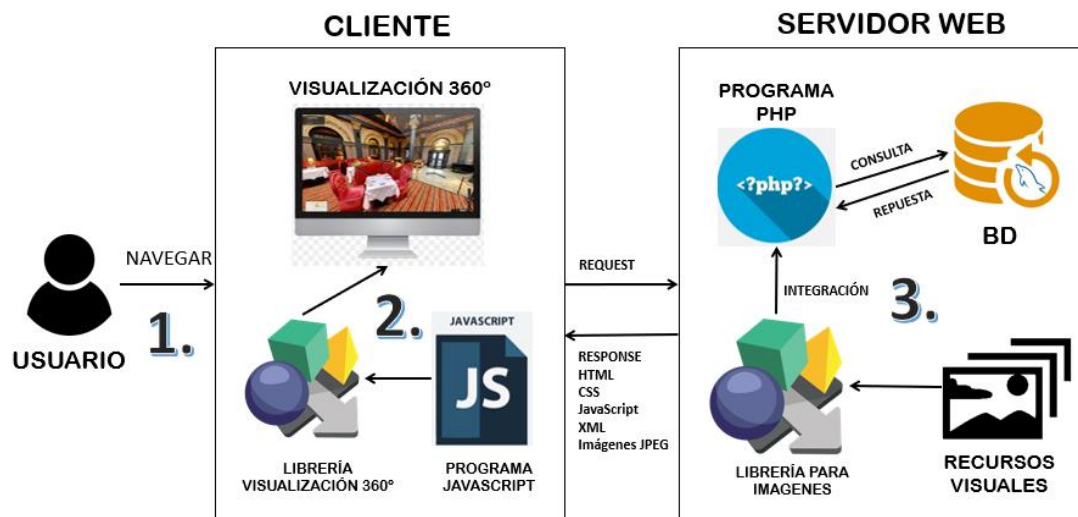 CLIENTE
SERVIDOR WEB
VISUALIZACIÓN 360º
PROGRAMA
PHP
<?php?>
CONSULTA
REPUESTA
BD
NAVEGAR
1.
USUARIO
2.
JAVASCRIPT
JS
LIBRERÍA
VISUALIZACIÓN 360º
PROGRAMA
JAVASCRIPT
REQUEST
RESPONSE
HTML
CSS
JavaScript
XML
Imágenes JPEG
INTEGRACIÓN
3.
LIBRERÍA PARA
IMAGENES
RECURSOS
VISUALES